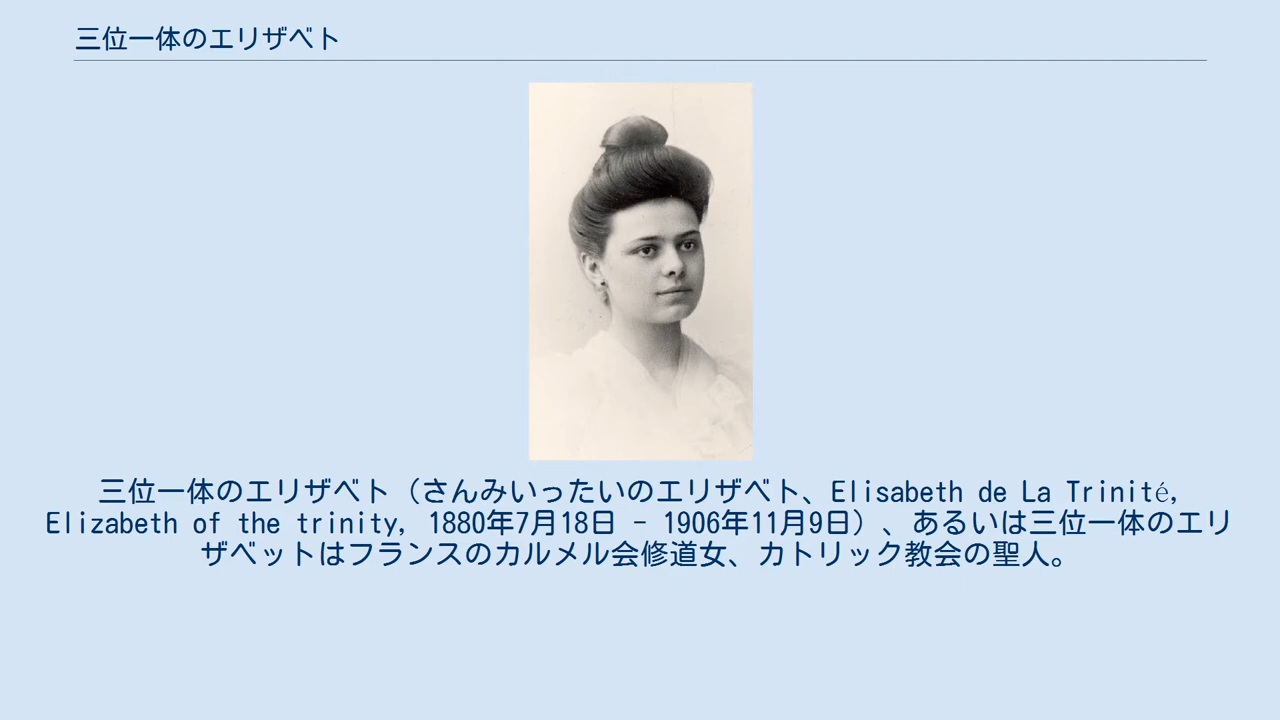 三位一体のエリザベト
三位一体のエリザベト（さんみいったいのエリザベト、Elisabeth de La Trinité,
Elizabeth of the trinity, 1880年7月18日 - 1906年11月9日）、あるいは三位一体のエリ
ザベットはフランスのカルメル会修道女、カトリック教会の聖人。